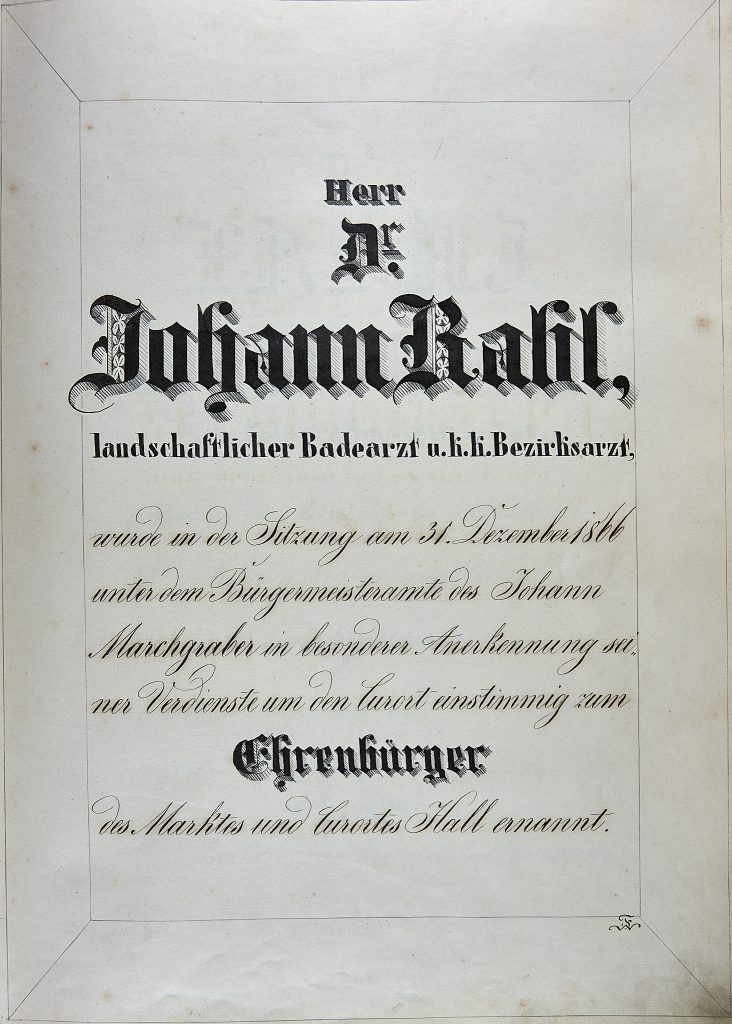 Herr
Dr.
Johann Rabl,
landschaftlicher Badearzt u. k. k. Bezirksarzt,
wurde in der Sitzung am 31. Dezember 1866
unter dem Bürgermeisteramte des Johann
Marchgraber in besonderer Anerkennung sei-
ner Verdienste um den Curort einstimmig zum
Ehrenbürger
des Marktes und Curortes Hall ernannt.